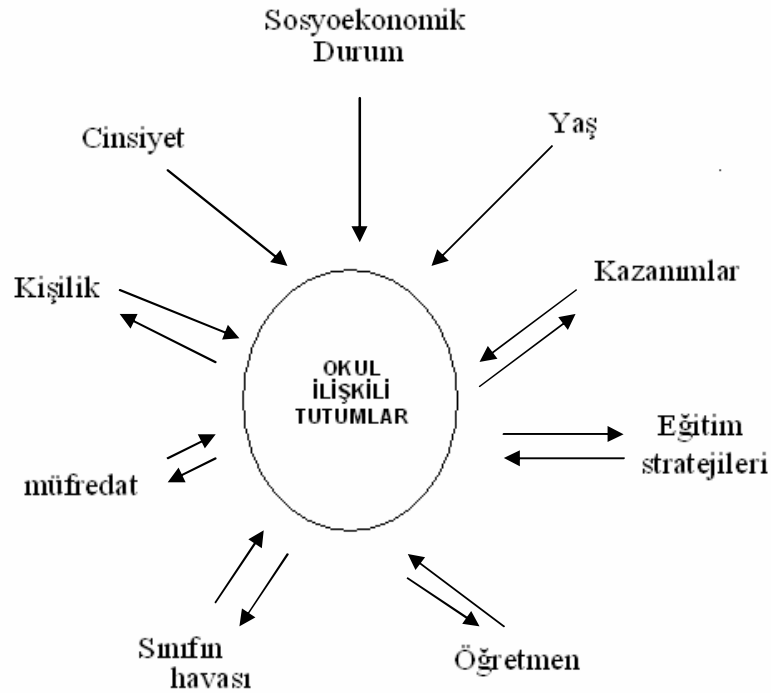 Sosyoekonomik
Durum
Cinsiyet
Yaş
Kişilik
Kazanımlar
OKUL
İLİŞKİLİ
TUTUMLAR
müfredat
Eğitim
stratejileri
Sınıfın
havası
Öğretmen